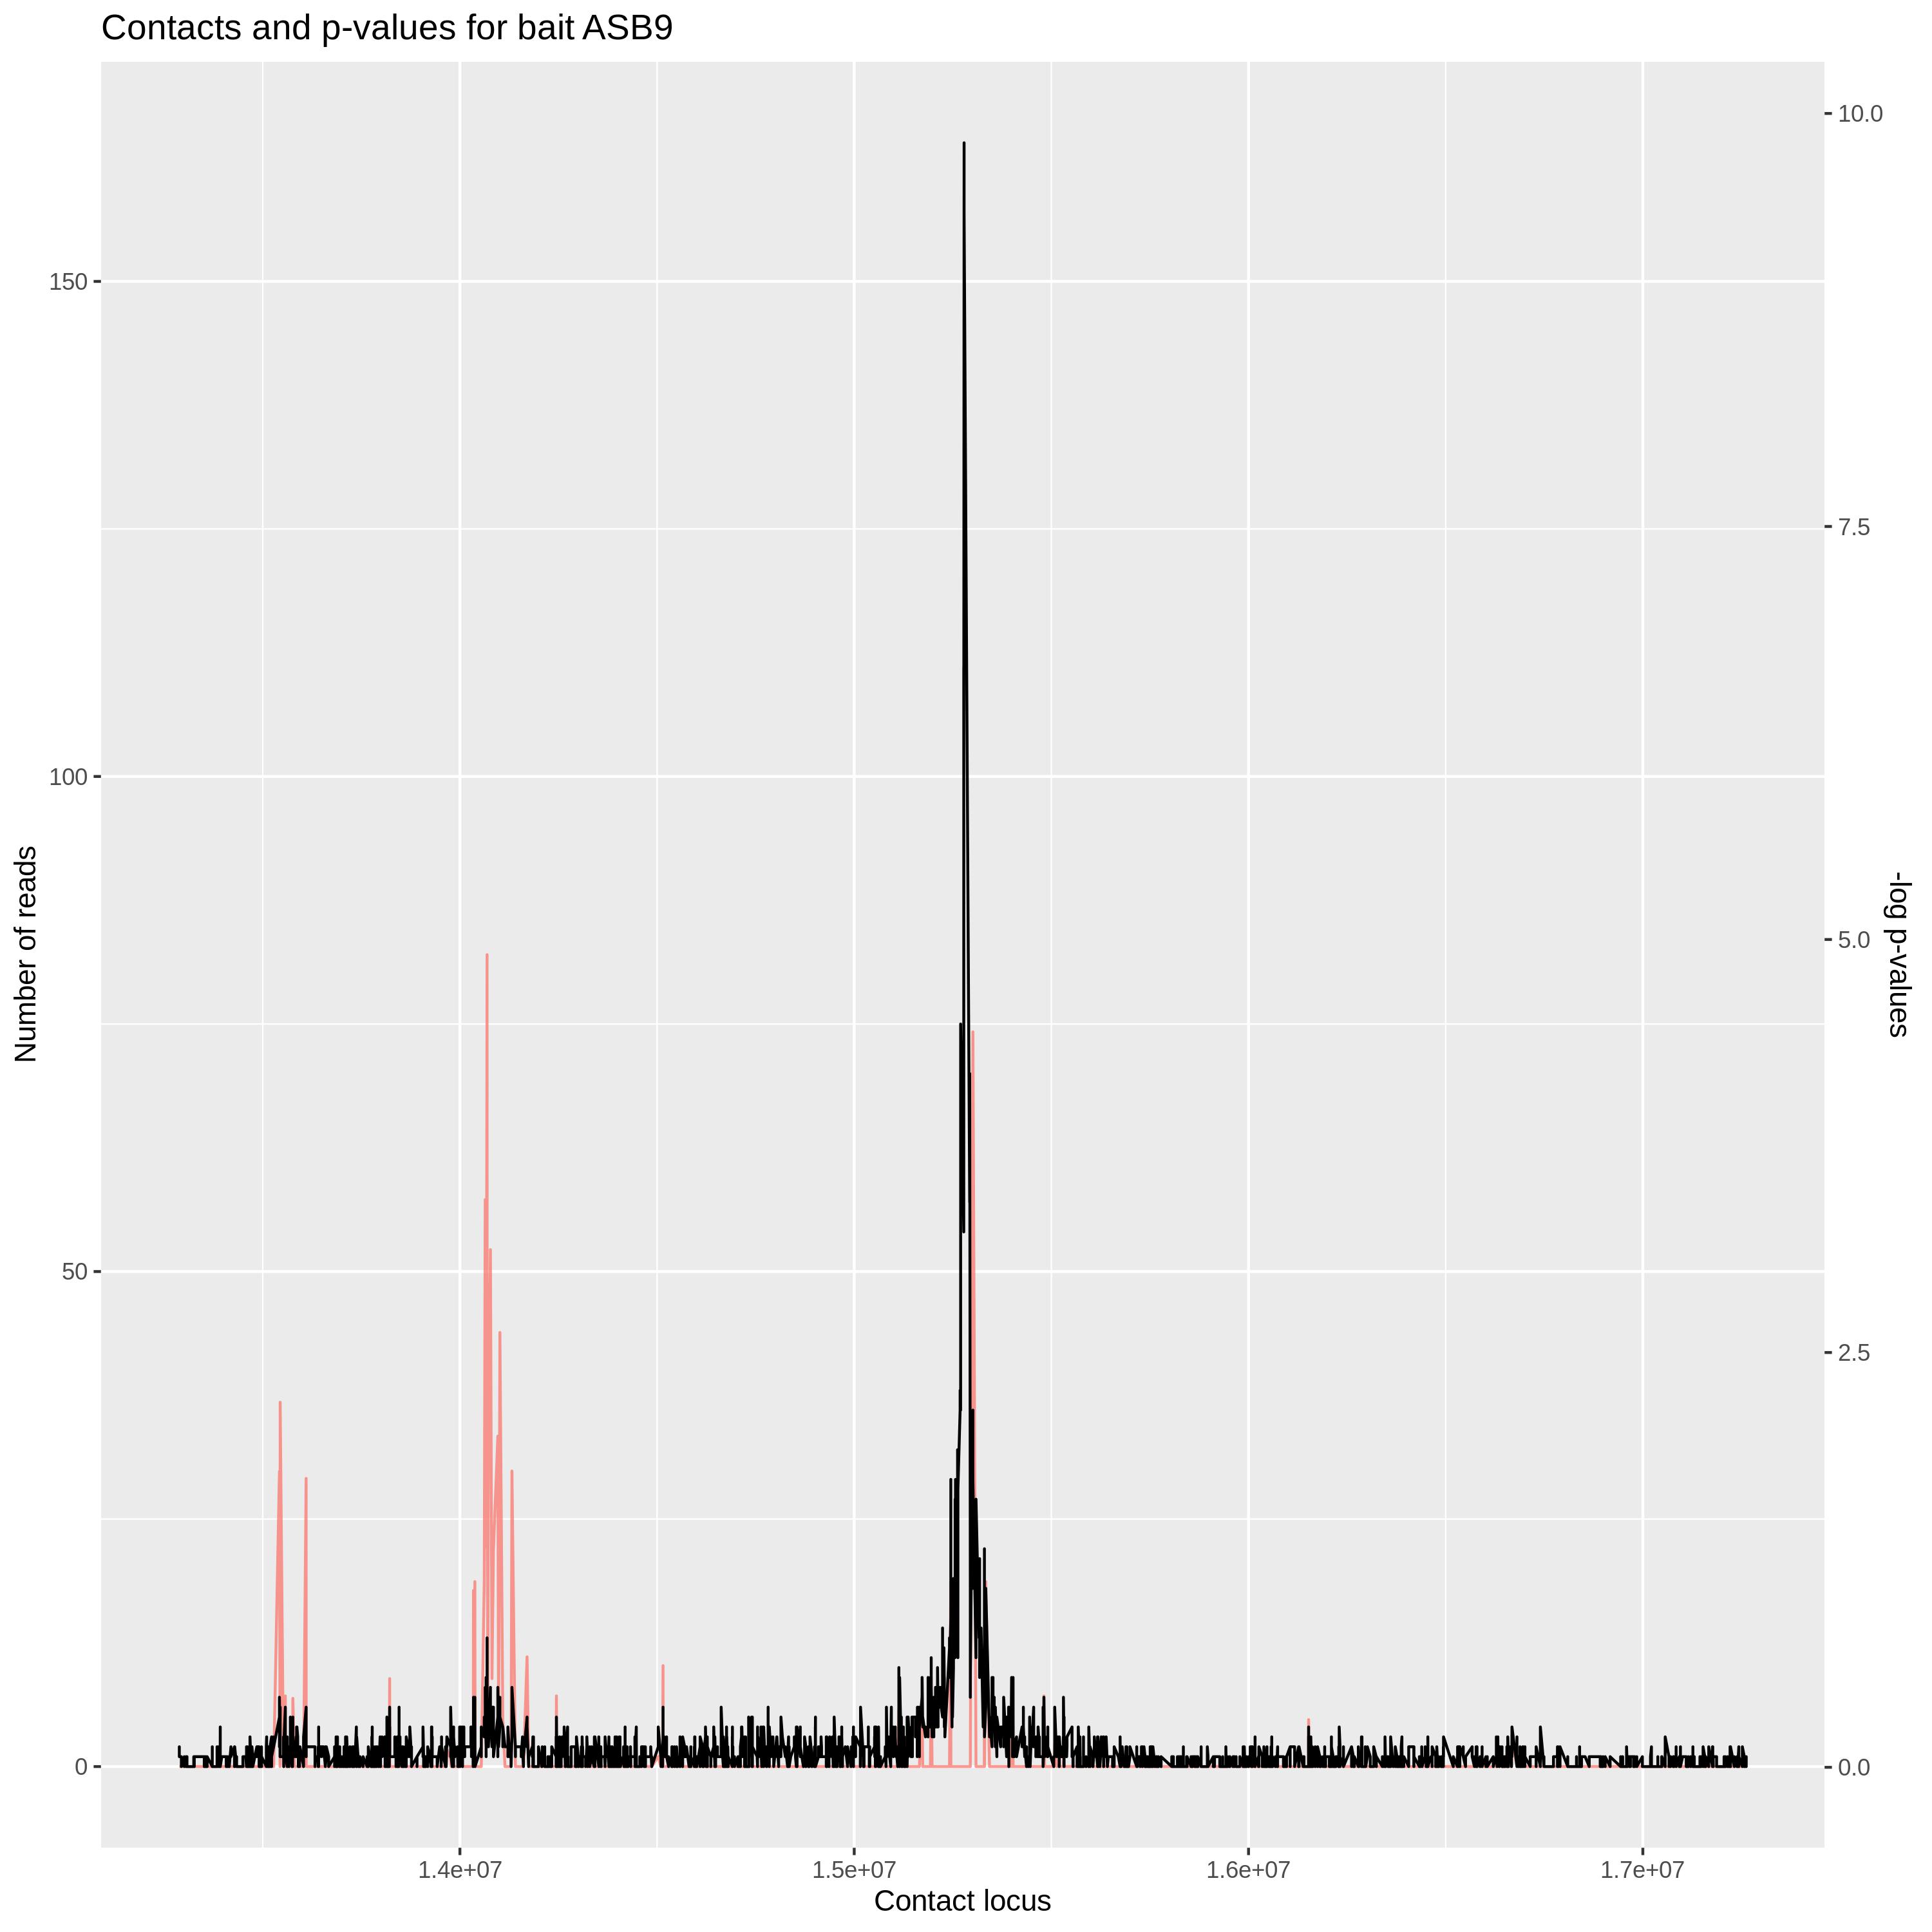 Contacts and p-values for bait ASB9
150
100
50
0
Number of reads
10.0
7.5
5.0
2.5
0.0
-log p-values
1.4e+07
1.5e+07
1.6e+07
1.7e+07
Contact locus